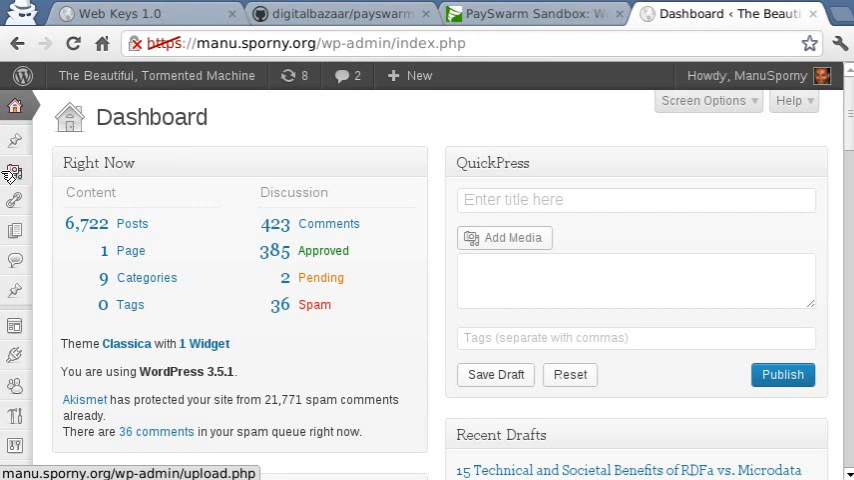 Web Keys 1.0
digitalbazaar/payswarm
PaySwarm Sandbox: W
Dashboard ‹ The Beauti
https://manu.sporny.org/wp-admin/index.php
The Beautiful, Tormented Machine 8 2 New Howdy, ManuSporny
Screen Options Help
Dashboard
Right Now
Content Discussion
6,722 Posts 423 Comments
1 Page 385 Approved
9 Categories 2 Pending
0 Tags 36 Spam
Theme Classica with 1 Widget
You are using WordPress 3.5.1.
Akismet has protected your site from 21,771 spam comments
already.
There are 36 comments in your spam queue right now.
QuickPress
Enter title here
Add Media
Tags (separate with commas)
Save Draft Reset Publish
Recent Drafts
15 Technical and Societal Benefits of RDFa vs. Microdata
manu.sporny.org/wp-admin/upload.php